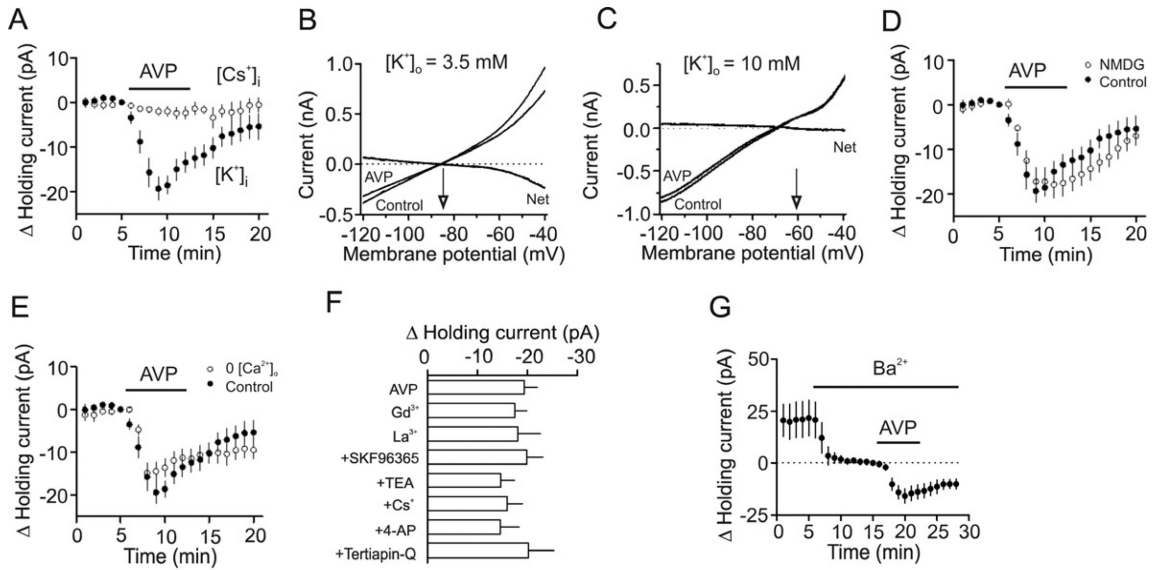 A
Δ Holding current (pA)
10
0
-10
-20
AVP
[Cs⁺]ᵢ
[K⁺]ᵢ
0 5 10 15 20
Time (min)
B
Current (nA)
1.0
0.5
0.0
-0.5
[K⁺]ₒ = 3.5 mM
AVP
Control
Net
-120 -100 -80 -60 -40
Membrane potential (mV)
C
Current (nA)
0.5
0.0
-0.5
-1.0
[K⁺]ₒ = 10 mM
AVP
Control
Net
-120 -100 -80 -60 -40
Membrane potential (mV)
D
Δ Holding current (pA)
10
0
-10
-20
AVP
NMDG
Control
0 5 10 15 20
Time (min)
E
Δ Holding current (pA)
10
0
-10
-20
AVP
0 [Ca²⁺]ₒ
Control
0 5 10 15 20
Time (min)
F
Δ Holding current (pA)
0 -10 -20 -30
AVP
Gd³⁺
La³⁺
+SKF96365
+TEA
+Cs⁺
+4-AP
+Tertiapin-Q
G
Δ Holding current (pA)
50
25
0
-25
Ba²⁺
AVP
0 5 10 15 20 25 30
Time (min)